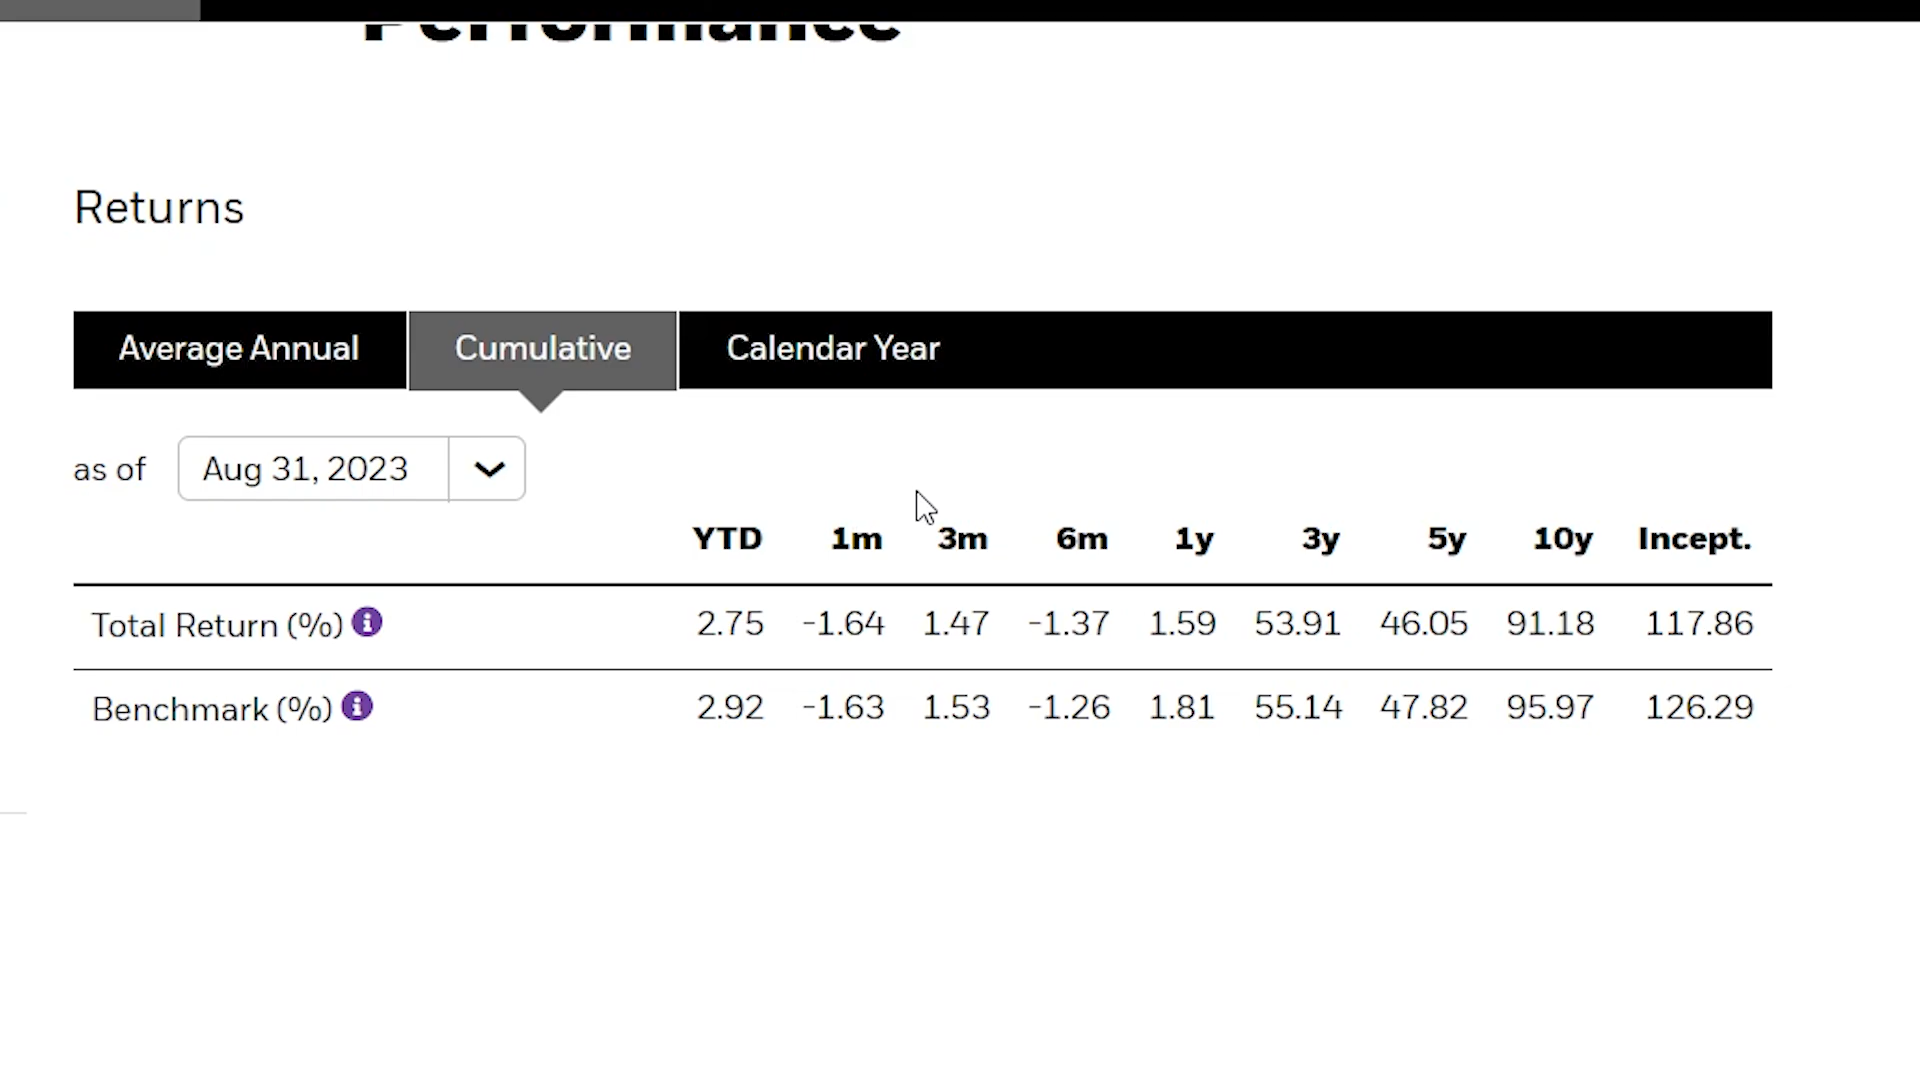 Performance
Returns
Average Annual Cumulative Calendar Year
as of Aug 31, 2023
YTD 1m 3m 6m 1y 3y 5y 10y Incept.
Total Return (%) 2.75 -1.64 1.47 -1.37 1.59 53.91 46.05 91.18 117.86
Benchmark (%) 2.92 -1.63 1.53 -1.26 1.81 55.14 47.82 95.97 126.29